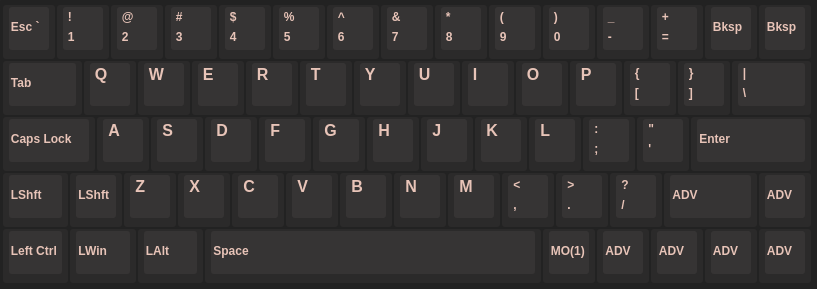 Esc ` ! @ # $ % ^ & * ( ) _ + Bksp Bksp
1 2 3 4 5 6 7 8 9 0 - =
Tab Q W E R T Y U I O P { } |
[ ] \
Caps Lock A S D F G H J K L : " Enter
; '
LShft LShft Z X C V B N M < > ? ADV ADV
, . /
Left Ctrl LWin LAlt Space MO(1) ADV ADV ADV ADV